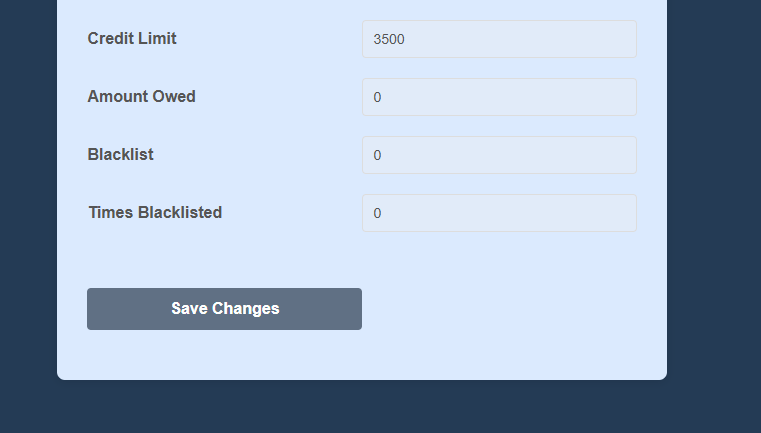 Credit Limit 3500
Amount Owed 0
Blacklist 0
Times Blacklisted 0
Save Changes